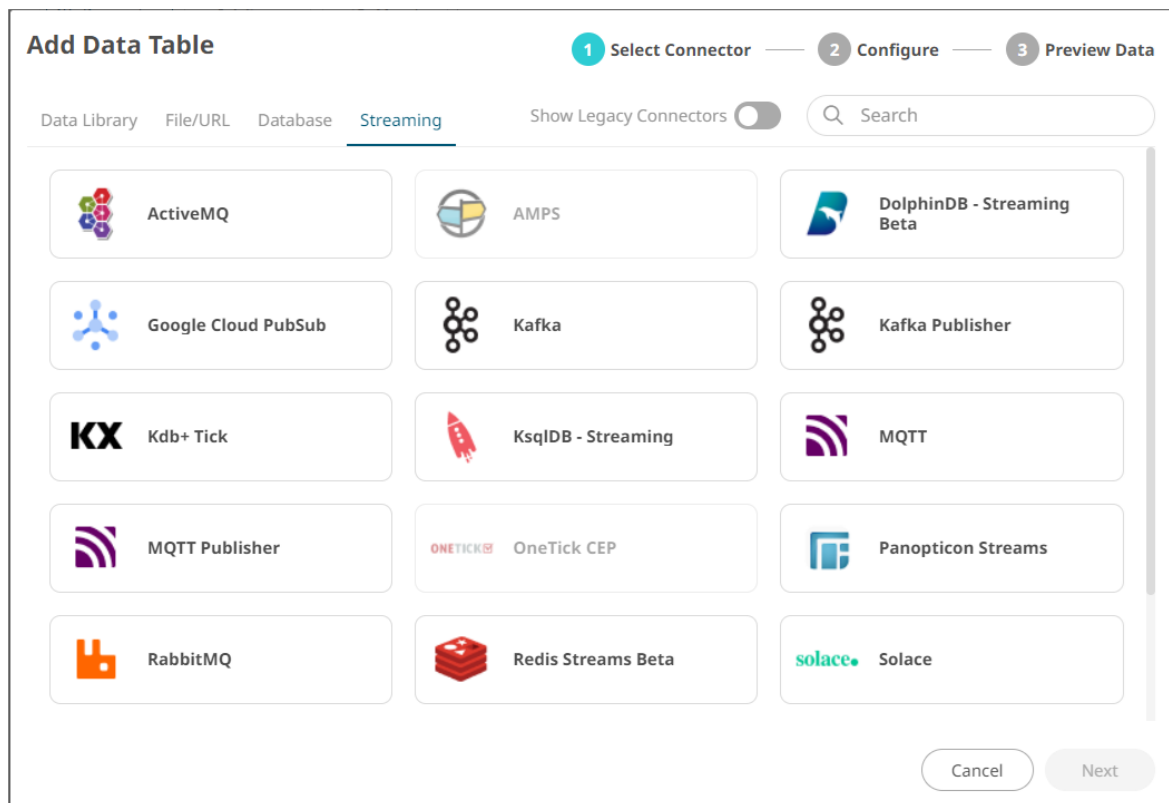 Add Data Table
1 Select Connector
2 Configure
3 Preview Data
Data Library
File/URL
Database
Streaming
Show Legacy Connectors
Search
ActiveMQ
AMPS
DolphinDB - Streaming
Beta
Google Cloud PubSub
Kafka
Kafka Publisher
KX
Kdb+ Tick
KsqlDB - Streaming
MQTT
MQTT Publisher
ONETICK
OneTick CEP
Panopticon Streams
RabbitMQ
Redis Streams Beta
solace.
Solace
Cancel
Next